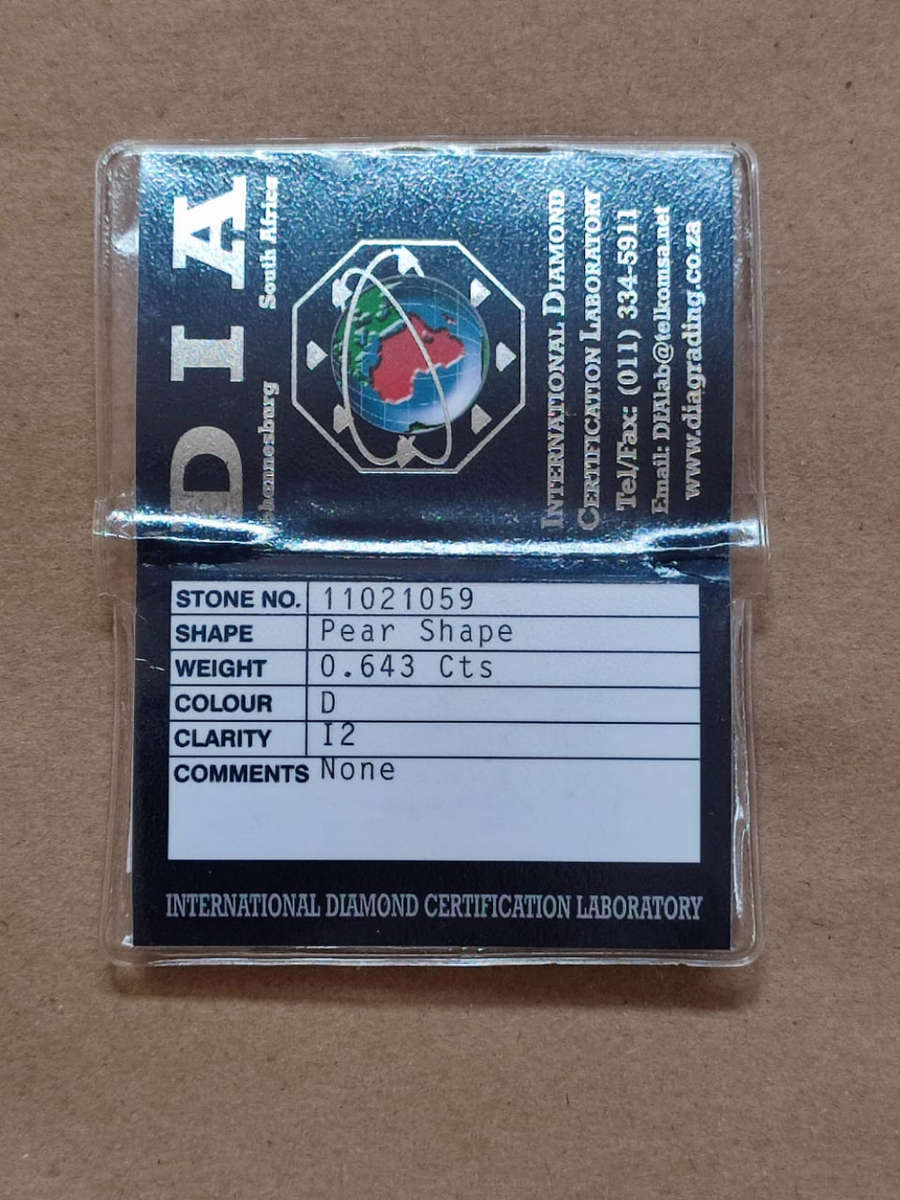 DIA
South Africa
INTERNATIONAL DIAMOND
CERTIFICATION LABORATORY
Tel/Fax: (011) 334-5911
Email: DIAlab@telkomsa.net
www.diagrading.co.za
STONE NO. 11021059
SHAPE Pear Shape
WEIGHT 0.643 Cts
COLOUR D
CLARITY I2
COMMENTS None
INTERNATIONAL DIAMOND CERTIFICATION LABORATORY